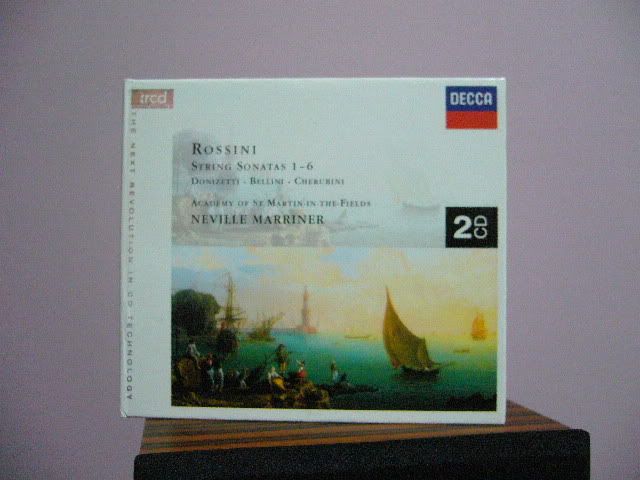 xrcd
THE NEXT REVOLUTION IN CD TECHNOLOGY
DECCA
ROSSINI
STRING SONATAS 1-6
DONIZETTI · BELLINI · CHERUBINI
ACADEMY OF ST MARTIN-IN-THE-FIELDS
NEVILLE MARRINER
2CD